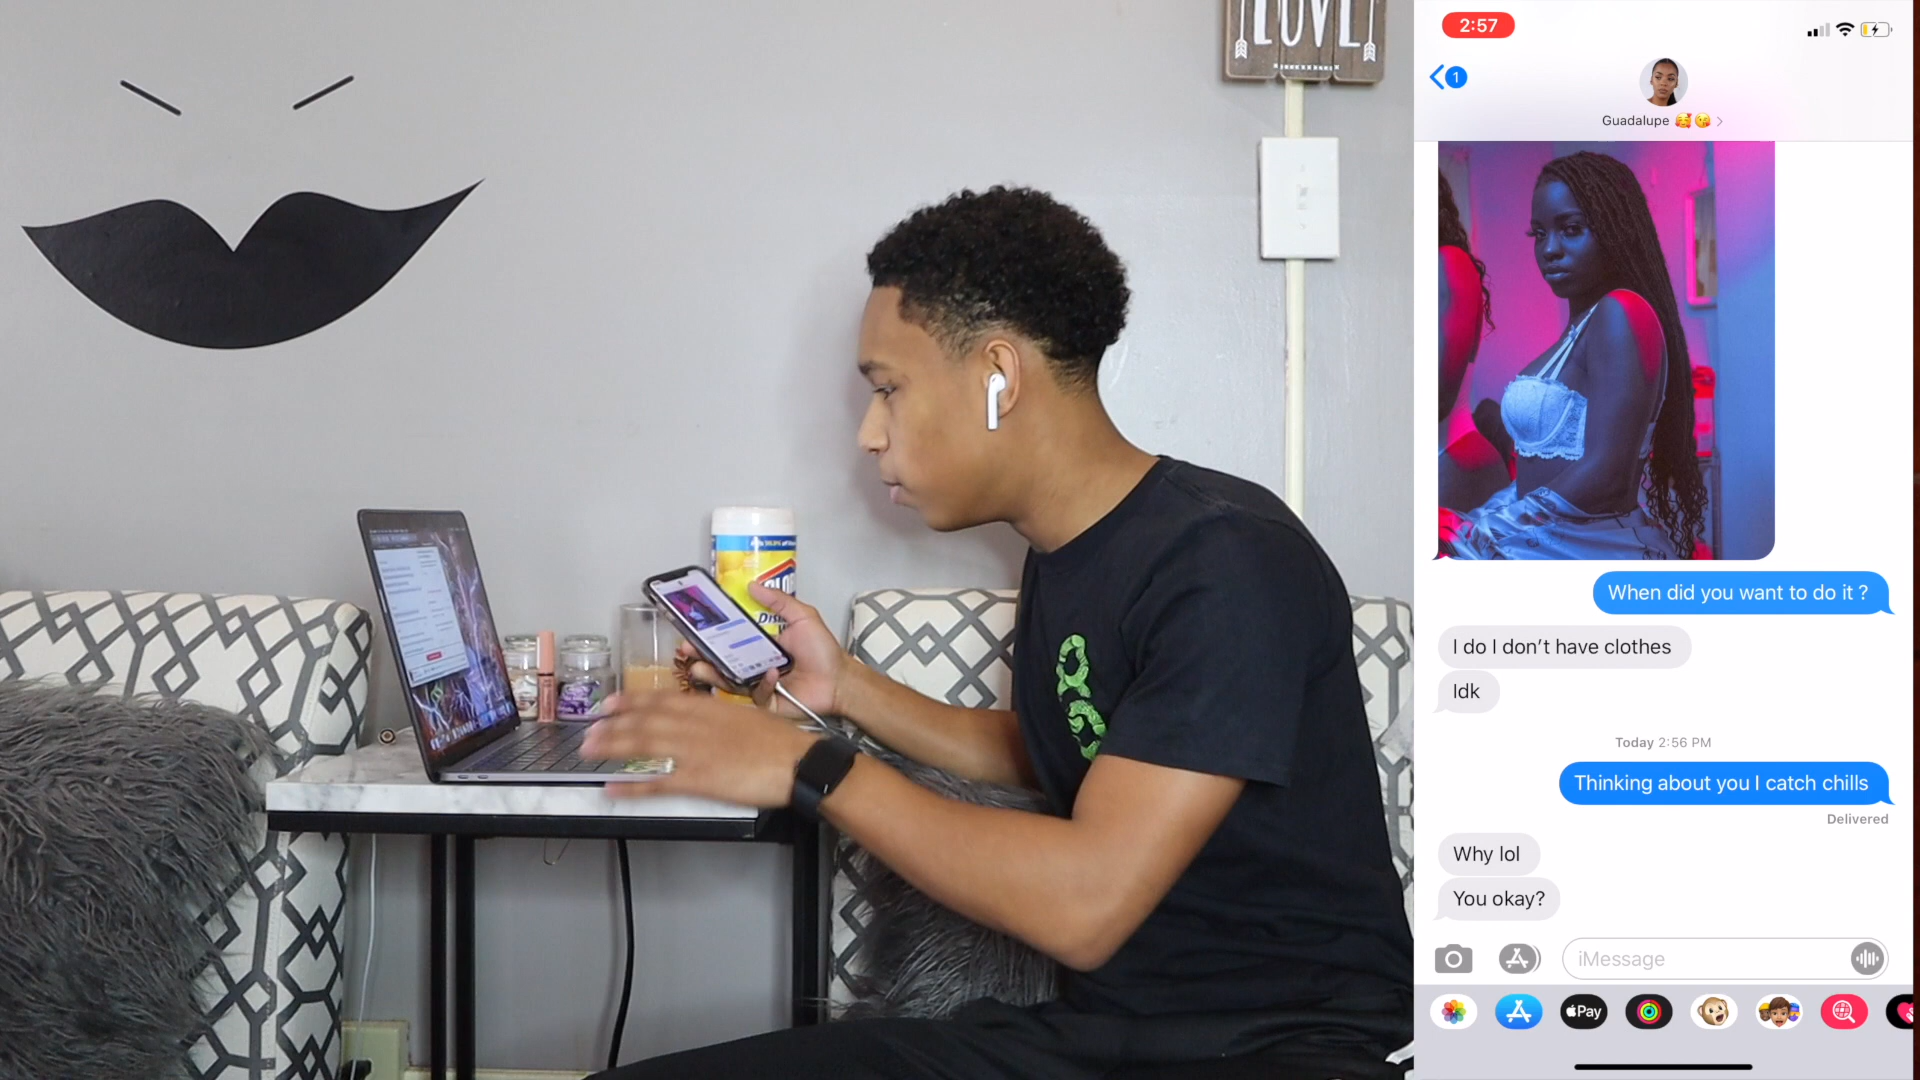 LOVE
2:57
1
Guadalupe 🥰😘
When did you want to do it ?
I do I don’t have clothes
Idk
Today 2:56 PM
Thinking about you I catch chills
Delivered
Why lol
You okay?
iMessage
Pay